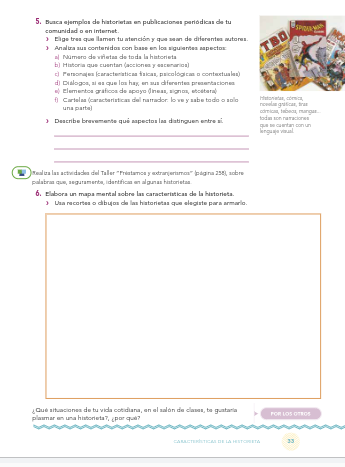 5. Busca ejemplos de historietas en publicaciones periódicas de tu
comunidad o en internet.
› Elige tres que llamen tu atención y que sean de diferentes autores.
› Analiza sus contenidos con base en los siguientes aspectos:
a) Número de viñetas de toda la historieta
b) Historia que cuentan (acciones y escenarios)
c) Personajes (características físicas, psicológicas o contextuales)
d) Diálogos, si es que los hay, en sus diferentes presentaciones
e) Elementos gráficos de apoyo (líneas, signos, etcétera)
f) Cartelas (características del narrador: lo ve y sabe todo o sólo
una parte)
› Describe brevemente qué aspectos las distinguen entre sí.
SPIDER-MAN
Historietas, cómics,
novelas gráficas, tiras
cómicas, tebeos, mangas...
todas son narraciones
que se cuentan con un
lenguaje visual.
Realiza las actividades del Taller "Préstamos y extranjerismos" (página 258), sobre
palabras que, seguramente, identificas en algunas historietas.
6. Elabora un mapa mental sobre las características de la historieta.
› Usa recortes o dibujos de las historietas que elegiste para armarlo.
¿Qué situaciones de tu vida cotidiana, en el salón de clases, te gustaría
plasmar en una historieta?, ¿por qué?
POR LOS OTROS
CARACTERÍSTICAS DE LA HISTORIETA
33